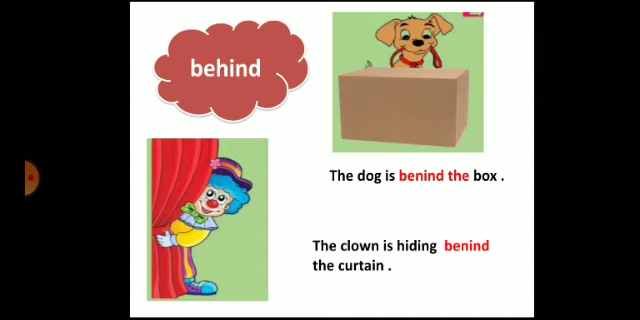 behind
The dog is benind the box .
The clown is hiding benind
the curtain .